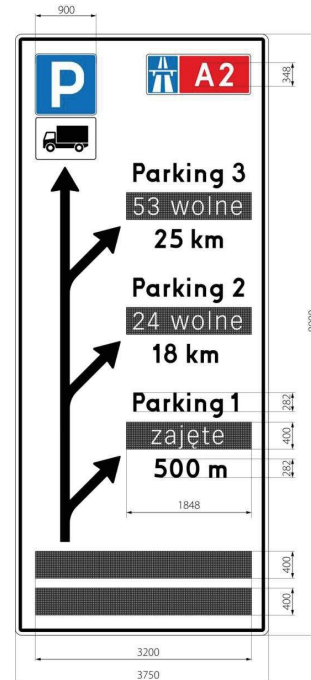 900
P
A2
348
Parking 3
53 wolne
25 km
Parking 2
24 wolne
18 km
Parking 1
282
zajęte
400
500 m
282
1848
400
400
3200
3750